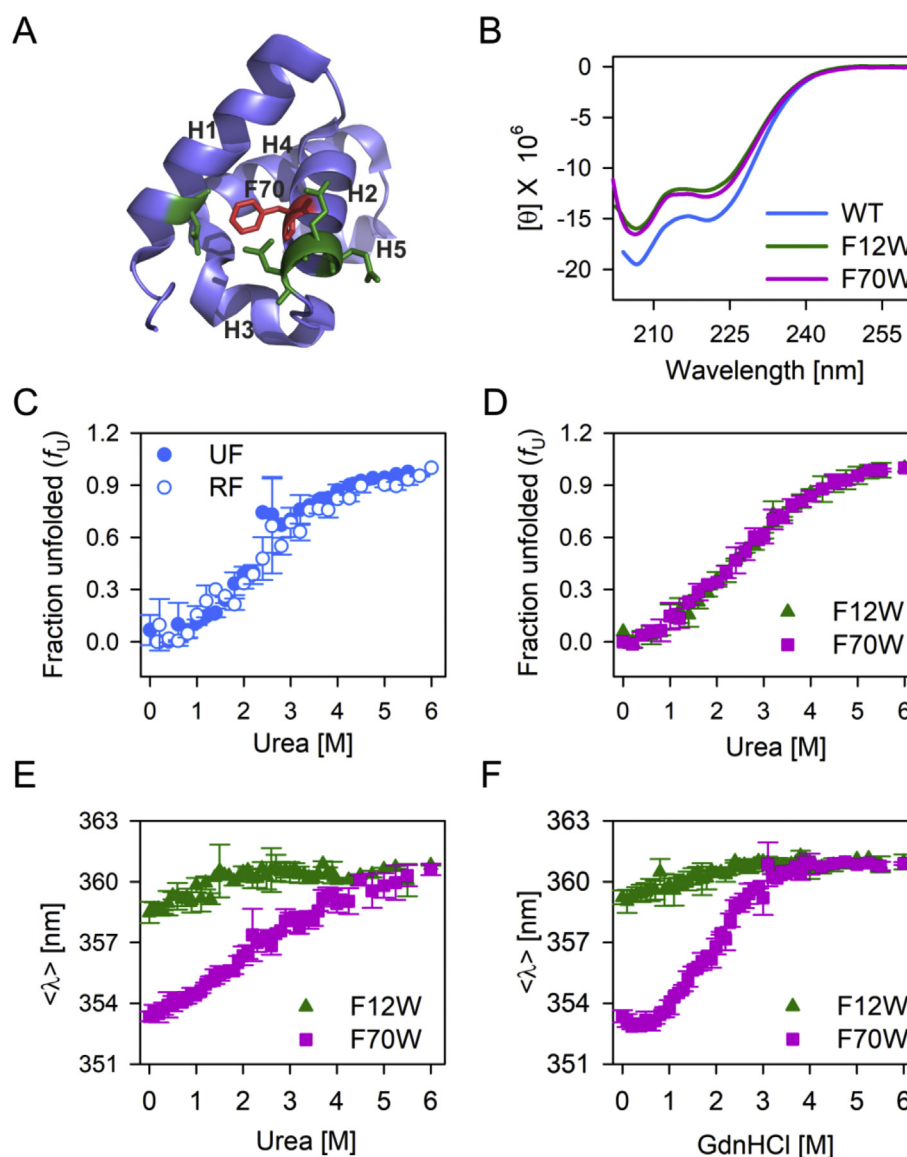 A
H1
H4
F70
H2
H5
H3
B
[θ] X 10⁶
0
-5
-10
-15
-20
WT
F12W
F70W
210 225 240 255
Wavelength [nm]
C
Fraction unfolded (fU)
1.2
0.9
0.6
0.3
0.0
UF
RF
0 1 2 3 4 5 6
Urea [M]
D
Fraction unfolded (fU)
1.2
0.9
0.6
0.3
0.0
F12W
F70W
0 1 2 3 4 5 6
Urea [M]
E
<λ> [nm]
363
360
357
354
351
F12W
F70W
0 1 2 3 4 5 6
Urea [M]
F
<λ> [nm]
363
360
357
354
351
F12W
F70W
0 1 2 3 4 5 6
GdnHCl [M]